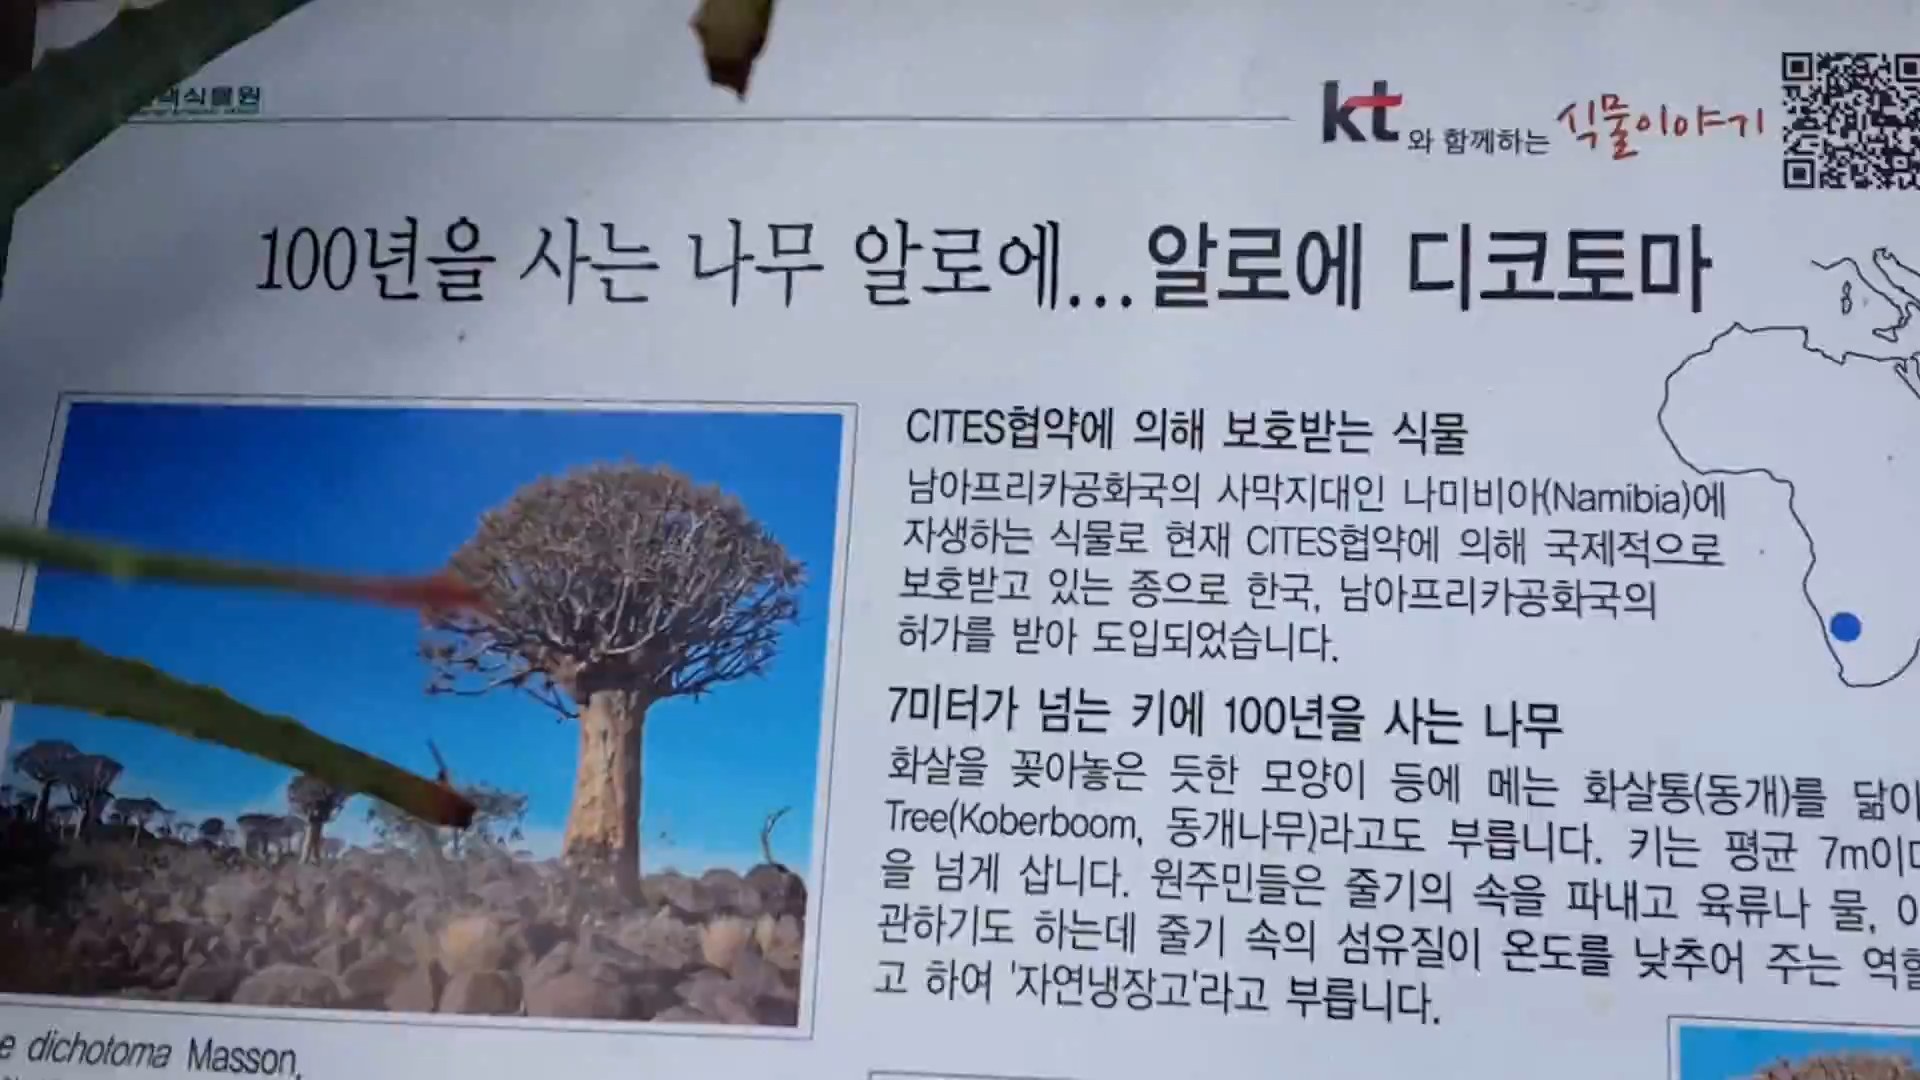 식물원
kt와 함께하는 식물이야기
100년을 사는 나무 알로에...알로에 디코토마
CITES협약에 의해 보호받는 식물
남아프리카공화국의 사막지대인 나미비아(Namibia)에
자생하는 식물로 현재 CITES협약에 의해 국제적으로
보호받고 있는 종으로 한국, 남아프리카공화국의
허가를 받아 도입되었습니다.
7미터가 넘는 키에 100년을 사는 나무
화살을 꽂아놓은 듯한 모양이 등에 메는 화살통(동개)를 닮아
Tree(Koberboom, 동개나무)라고도 부릅니다. 키는 평균 7m이
을 넘게 삽니다. 원주민들은 줄기의 속을 파내고 육류나 물,
관하기도 하는데 줄기 속의 섬유질이 온도를 낮추어 주는 역할
고 하여 '자연냉장고'라고 부릅니다.
e dichotoma Masson,